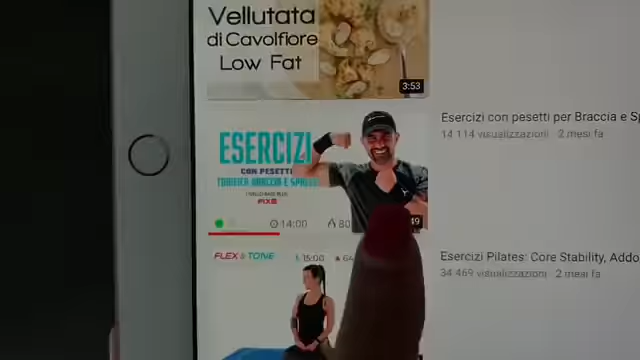 Vellutata
di Cavolfiore
Low Fat
3:53
Esercizi con pesetti per Braccia e Sp
14 114 visualizzazioni · 2 mesi fa
ESERCIZI
CON PESETTI
TONIFICA BRACCIA E SPALLE
14:00
80
49
FLEX & TONE
15:00
Esercizi Pilates: Core Stability, Addo
34 469 visualizzazioni · 2 mesi fa